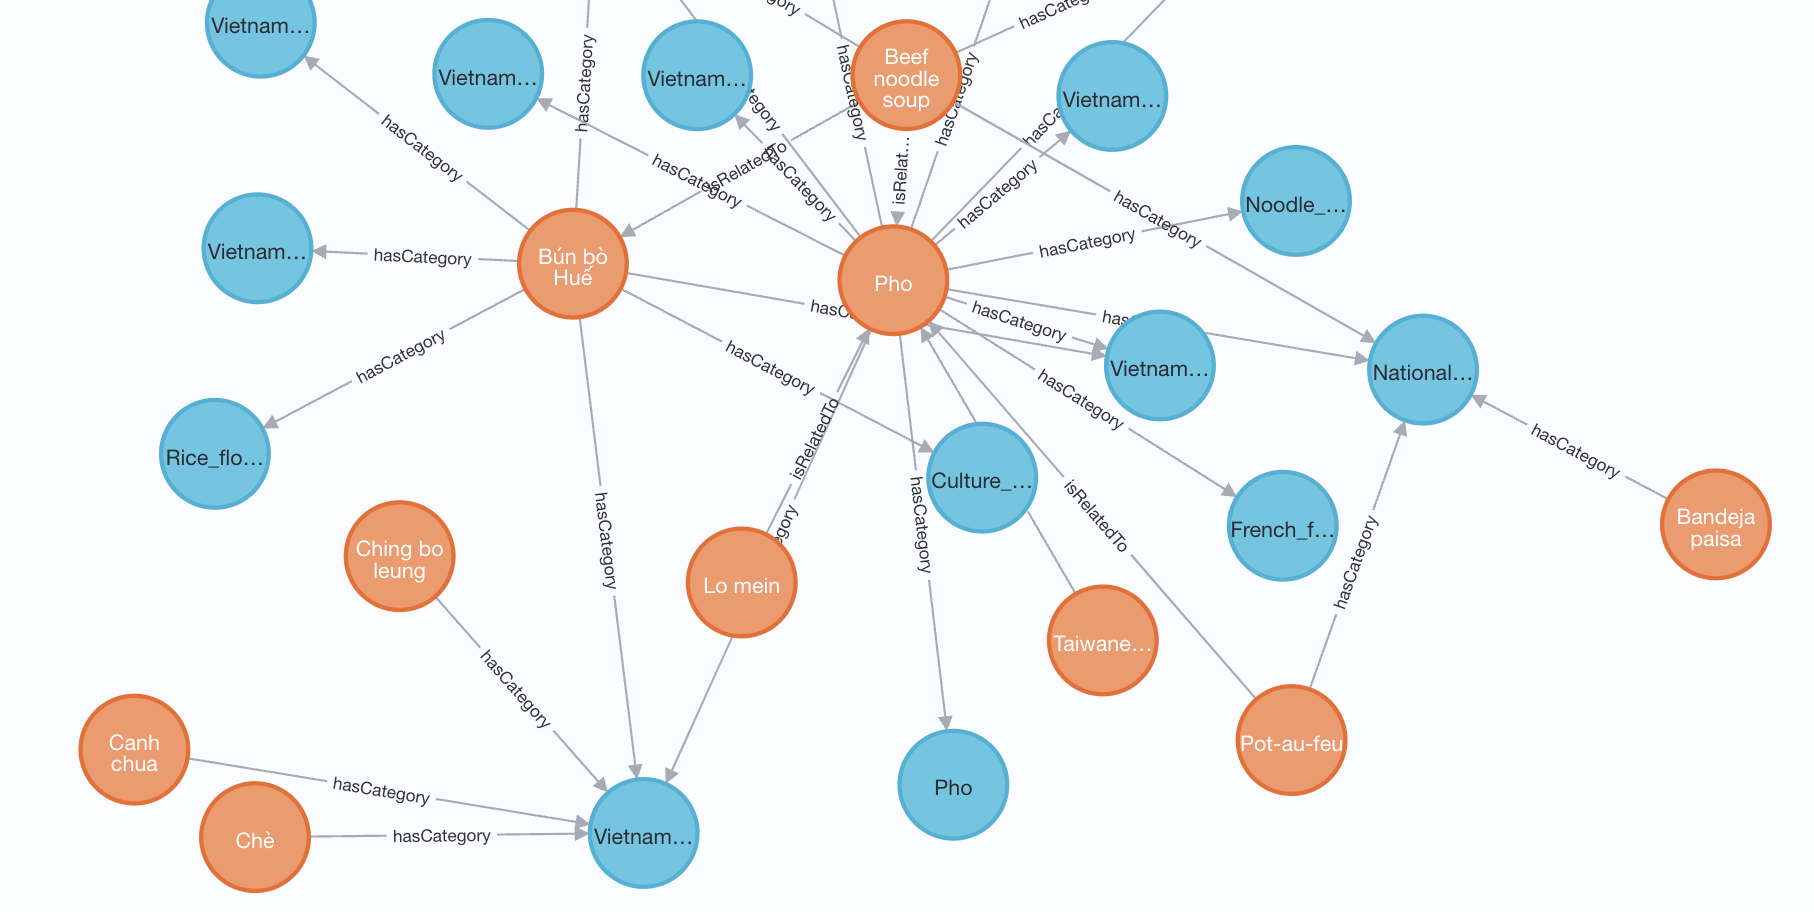 gory
hasCategory
Vietnam…
hasCategory
Beef
noodle
soup
Vietnam…
Vietnam…
hasCategory
hasCategory
Vietnam…
egory
hasCa
hasCategory
isRelatedTo
hasCategory
hasCategory
isRelat…
hasCategory
hasCategory
Noodle_…
hasCategory
Vietnam…
hasCategory
Bún bò
Huế
Pho
hasCategory
hasC
hasCategory
has
hasCategory
hasCategory
Vietnam…
National…
hasCategory
isRelatedTo
hasCategory
Rice_flo…
Culture_…
hasCategory
hasCategory
hasCategory
egory
isRelatedTo
French_f…
Bandeja
paisa
Ching bo
leung
Lo mein
hasCategory
Taiwane…
hasCategory
Canh
chua
Pot-au-feu
hasCategory
Pho
Chè
hasCategory
Vietnam…